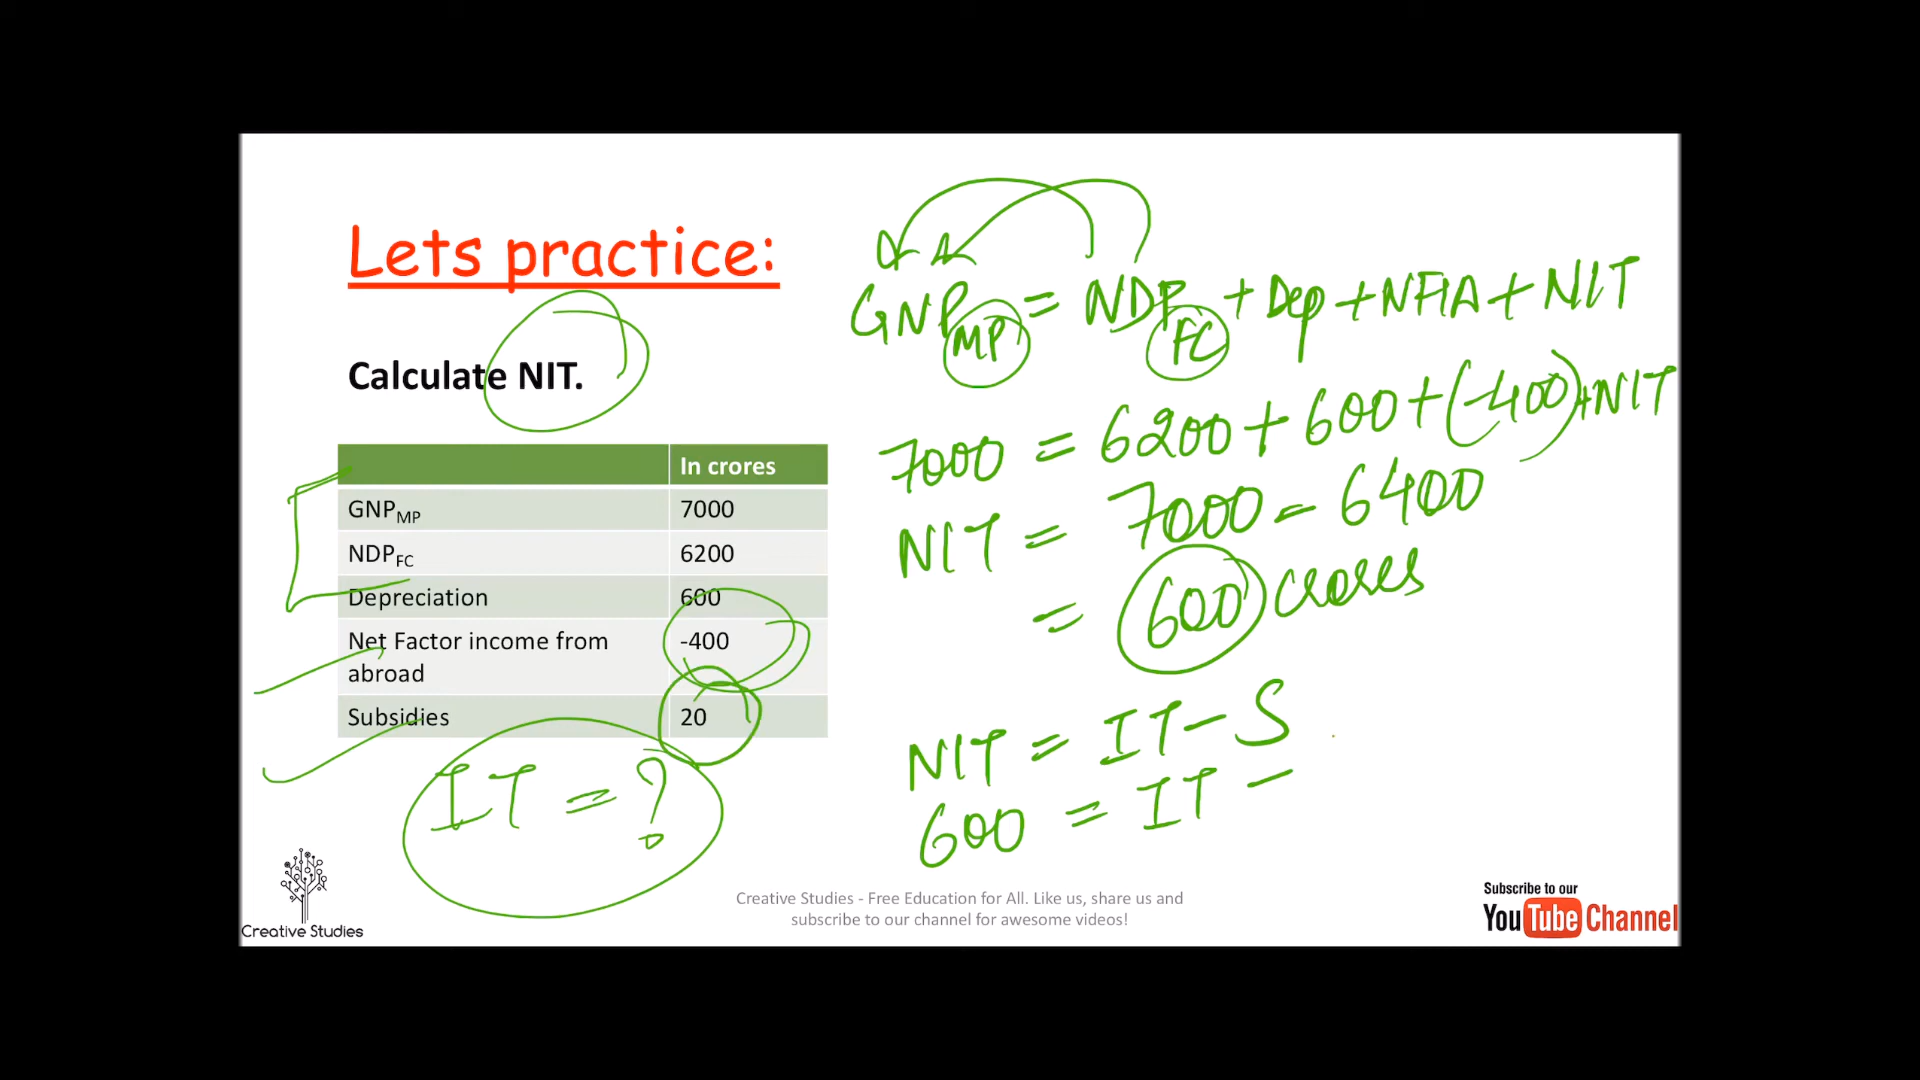 Lets practice:
Calculate NIT.
In crores
GNPMP 7000
NDPFC 6200
Depreciation 600
Net Factor income from abroad -400
Subsidies 20
IT = ?
GNPMP = NDPFC + Dep + NFIA + NIT
7000 = 6200 + 600 + (-400) + NIT
NIT = 7000 - 6400
= 600 crores
NIT = IT - S
600 = IT -
Creative Studies
Creative Studies - Free Education for All. Like us, share us and
subscribe to our channel for awesome videos!
Subscribe to our
YouTube Channel